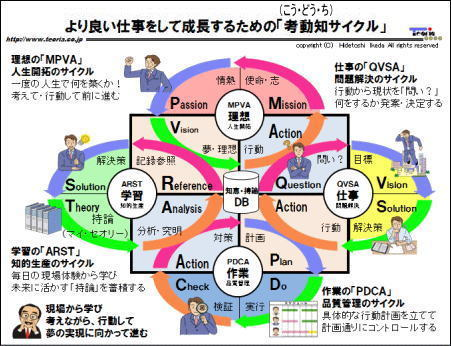 (こう・どう・ち)
より良い仕事をして成長するための「考動知サイクル」
http://www.teoris.co.jp
Teoris
copyright (C) Hidetoshi Ikeda All rights reserved
理想の「MPVA」
人生開拓のサイクル
一度の人生で何を築くか！
考えて・行動して前に進む
仕事の「QVSA」
問題解決のサイクル
行動から現状を「問い？」
何をするか発案・決定する
情熱
使命・志
Passion
Mission
MPVA
理想
人生開拓
Vision
Action
夢・理想
行動
解決策
記録参照
問い？
目標
Solution
Reference
Question
Vision
ARST
学習
知的生産
知恵・持論
DB
QVSA
仕事
問題解決
Theory
Analysis
Action
Solution
持論
(マイ・セオリー)
分析・究明
行動
解決策
対策
計画
Action
Plan
PDCA
作業
品質管理
Check
Do
検証
実行
学習の「ARST」
知的生産のサイクル
毎日の現場体験から学び
未来に活かす「持論」を蓄積する
現場から学び
考えながら、行動して
夢の実現に向かって進む
作業の「PDCA」
品質管理のサイクル
具体的な行動計画を立てて
計画通りにコントロールする